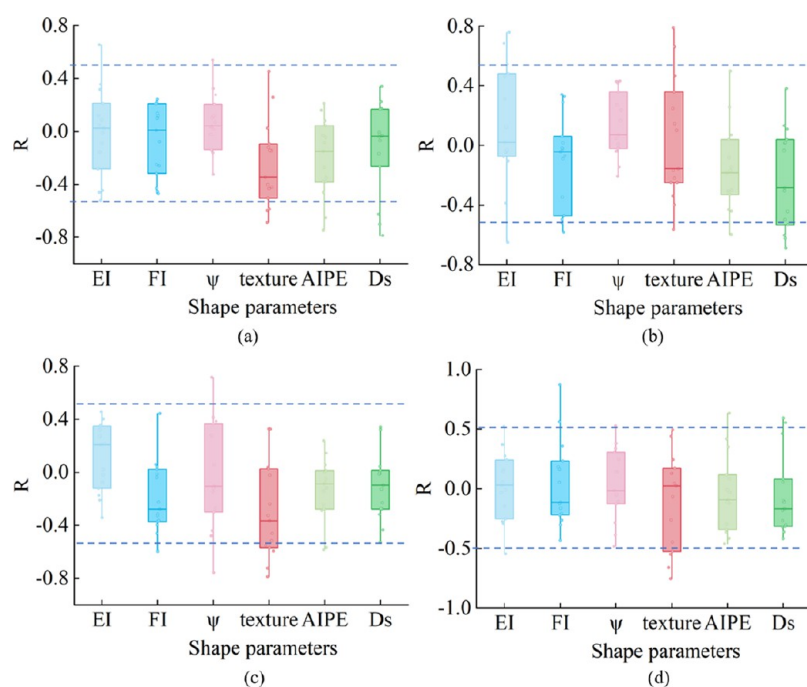 0.8
0.4
0.0
-0.4
-0.8
R
EI FI ψ texture AIPE Ds
Shape parameters
(a)
0.8
0.4
0.0
-0.4
-0.8
R
EI FI ψ texture AIPE Ds
Shape parameters
(b)
0.8
0.4
0.0
-0.4
-0.8
R
EI FI ψ texture AIPE Ds
Shape parameters
(c)
1.0
0.5
0.0
-0.5
-1.0
R
EI FI ψ texture AIPE Ds
Shape parameters
(d)